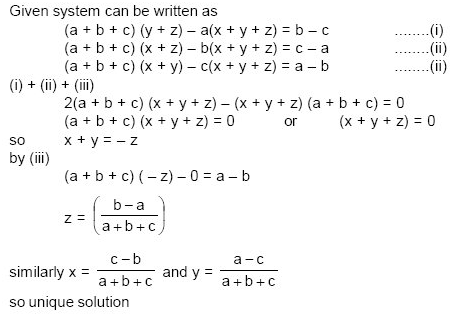 Given system can be written as
(a + b + c) (y + z) – a(x + y + z) = b – c ........(i)
(a + b + c) (x + z) – b(x + y + z) = c – a ........(ii)
(a + b + c) (x + y) – c(x + y + z) = a – b ........(ii)
(i) + (ii) + (iii)
2(a + b + c) (x + y + z) – (x + y + z) (a + b + c) = 0
(a + b + c) (x + y + z) = 0 or (x + y + z) = 0
so x + y = – z
by (iii)
(a + b + c) ( – z) – 0 = a – b
z = ( (b – a) / (a + b + c) )
similarly x = (c – b) / (a + b + c) and y = (a – c) / (a + b + c)
so unique solution